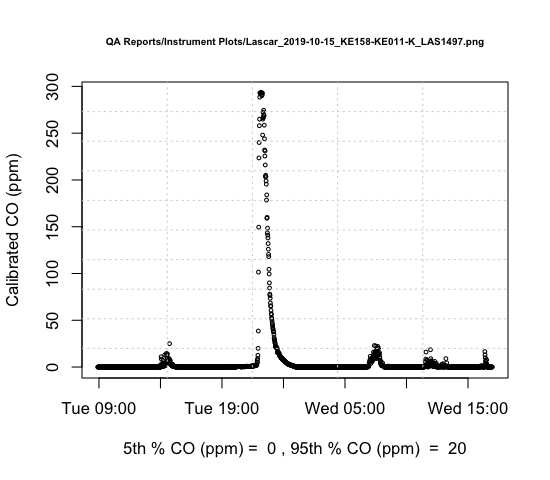 QA Reports/Instrument Plots/Lascar_2019-10-15_KE158-KE011-K_LAS1497.png
300
250
200
150
100
50
0
Calibrated CO (ppm)
Tue 09:00 Tue 19:00 Wed 05:00 Wed 15:00
5th % CO (ppm) = 0 , 95th % CO (ppm) = 20